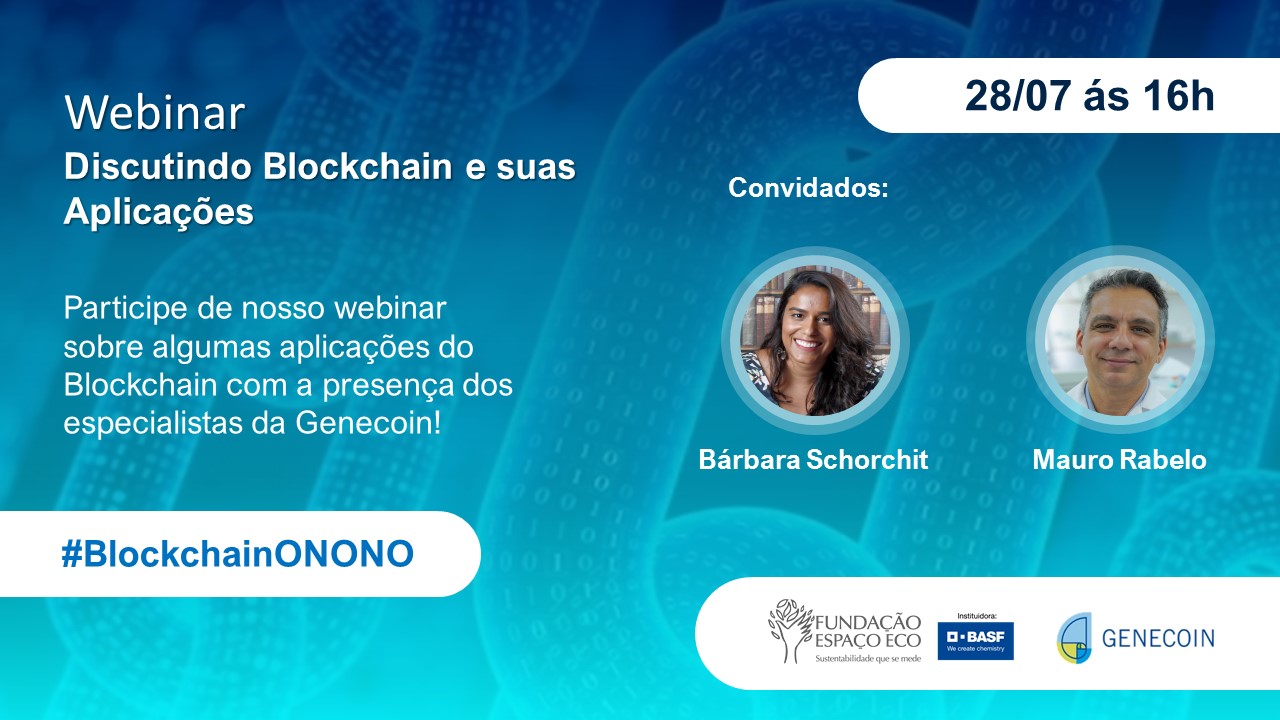 Webinar
Discutindo Blockchain e suas
Aplicações
Participe de nosso webinar
sobre algumas aplicações do
Blockchain com a presença dos
especialistas da Genecoin!
#BlockchainONONO
28/07 ás 16h
Convidados:
Bárbara Schorchit
Mauro Rabelo
FUNDAÇÃO
ESPAÇO ECO
Sustentabilidade que se mede
Instituidora:
BASF
We create chemistry
GENECOIN